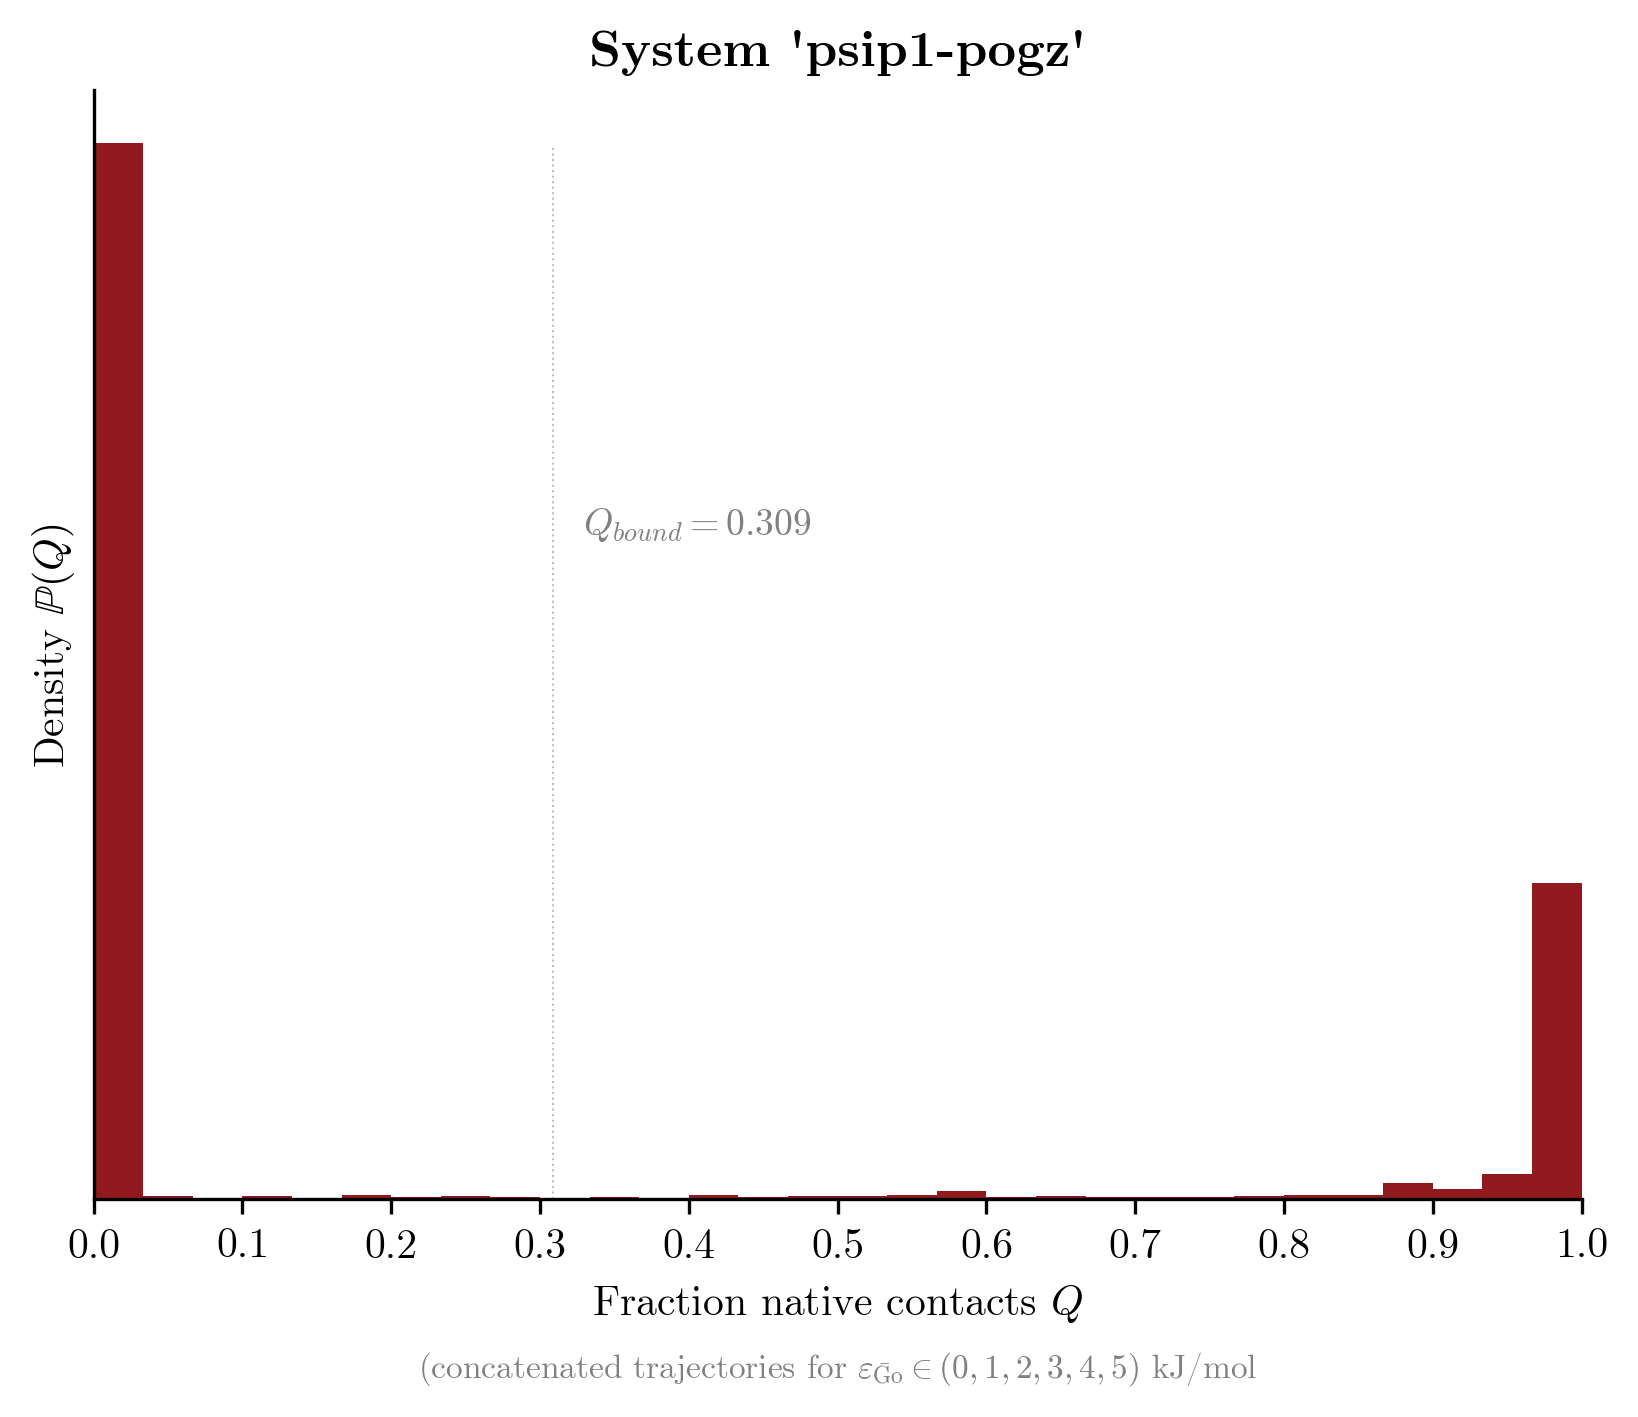 System 'psip1-pogz'
Density ℙ(Q)
Q_bound = 0.309
0.0 0.1 0.2 0.3 0.4 0.5 0.6 0.7 0.8 0.9 1.0
Fraction native contacts Q
(concatenated trajectories for ε_Ḡo ∈ (0, 1, 2, 3, 4, 5) kJ/mol